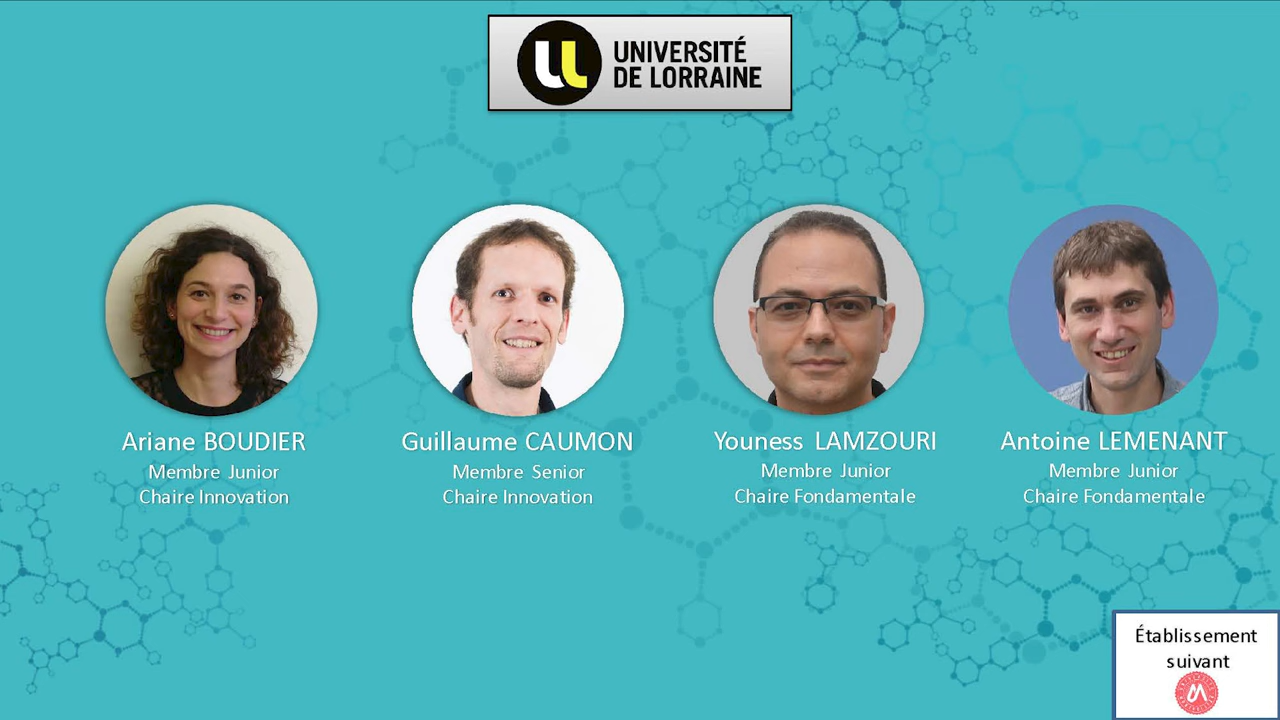 UNIVERSITÉ
DE LORRAINE
Ariane BOUDIER
Membre Junior
Chaire Innovation
Guillaume CAUMON
Membre Senior
Chaire Innovation
Youness LAMZOURI
Membre Junior
Chaire Fondamentale
Antoine LEMENANT
Membre Junior
Chaire Fondamentale
Établissement
suivant